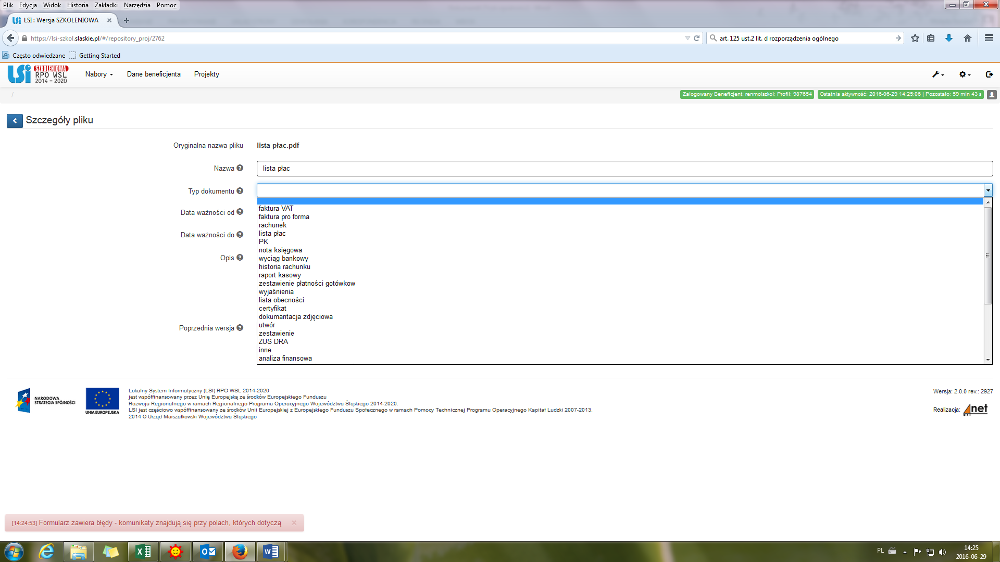 Plik Edycja Widok Historia Zakładki Narzędzia Pomoc
LSI : Wersja SZKOLENIOWA
https://lsi-szkol.slaskie.pl/#/repository_proj/2762
art. 125 ust.2 lit. d rozporządzenia ogólnego
Często odwiedzane Getting Started
LSI SZKOLENIOWA
RPO WSL
2014 – 2020
Nabory Dane beneficjenta Projekty
/
Zalogowany Beneficjent: renmolszkol; Profil: 987654 Ostatnia aktywność: 2016-06-29 14:25:06 | Pozostało: 59 min 43 s
Szczegóły pliku
Oryginalna nazwa pliku lista płac.pdf
Nazwa lista płac
Typ dokumentu
Data ważności od
Data ważności do
Opis
Poprzednia wersja
faktura VAT
faktura pro forma
rachunek
lista płac
PK
nota księgowa
wyciąg bankowy
historia rachunku
raport kasowy
zestawienie płatności gotówkow
wyjaśnienia
lista obecności
certyfikat
dokumantacja zdjęciowa
utwór
zestawienie
ZUS DRA
inne
analiza finansowa
NARODOWA
STRATEGIA SPÓJNOŚCI
UNIA EUROPEJSKA
Lokalny System Informatyczny (LSI) RPO WSL 2014-2020
jest współfinansowany przez Unię Europejską ze środków Europejskiego Funduszu
Rozwoju Regionalnego w ramach Regionalnego Programu Operacyjnego Województwa Śląskiego 2014-2020.
LSI jest częściowo współfinansowany ze środków Unii Europejskiej z Europejskiego Funduszu Społecznego w ramach Pomocy Technicznej Programu Operacyjnego Kapitał Ludzki 2007-2013.
2014 © Urząd Marszałkowski Województwa Śląskiego
Wersja: 2.0.0 rev.: 2927
Realizacja: 4net
art
[14:24:53] Formularz zawiera błędy - komunikaty znajdują się przy polach, których dotyczą
PL
14:25
2016-06-29